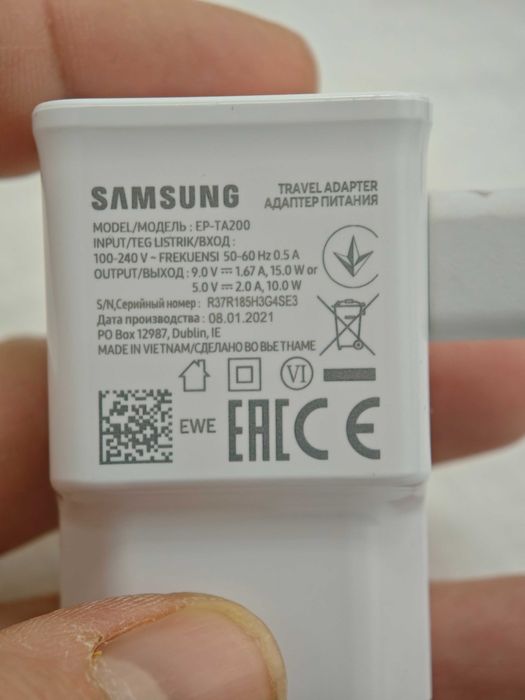 SAMSUNG
TRAVEL ADAPTER
АДАПТЕР ПИТАНИЯ
MODEL/МОДЕЛЬ : EP-TA200
INPUT/TEG LISTRIK/ВХОД :
100-240 V ~ FREKUENSI 50-60 Hz 0.5 A
OUTPUT/ВЫХОД : 9.0 V ⎓ 1.67 A, 15.0 W or
5.0 V ⎓ 2.0 A, 10.0 W
S/N,Серийный номер : R37R185H3G4SE3
Дата производства : 08.01.2021
PO Box 12987, Dublin, IE
MADE IN VIETNAM/СДЕЛАНО ВО ВЬЕТНАМЕ
VI
EWE
EAC CE